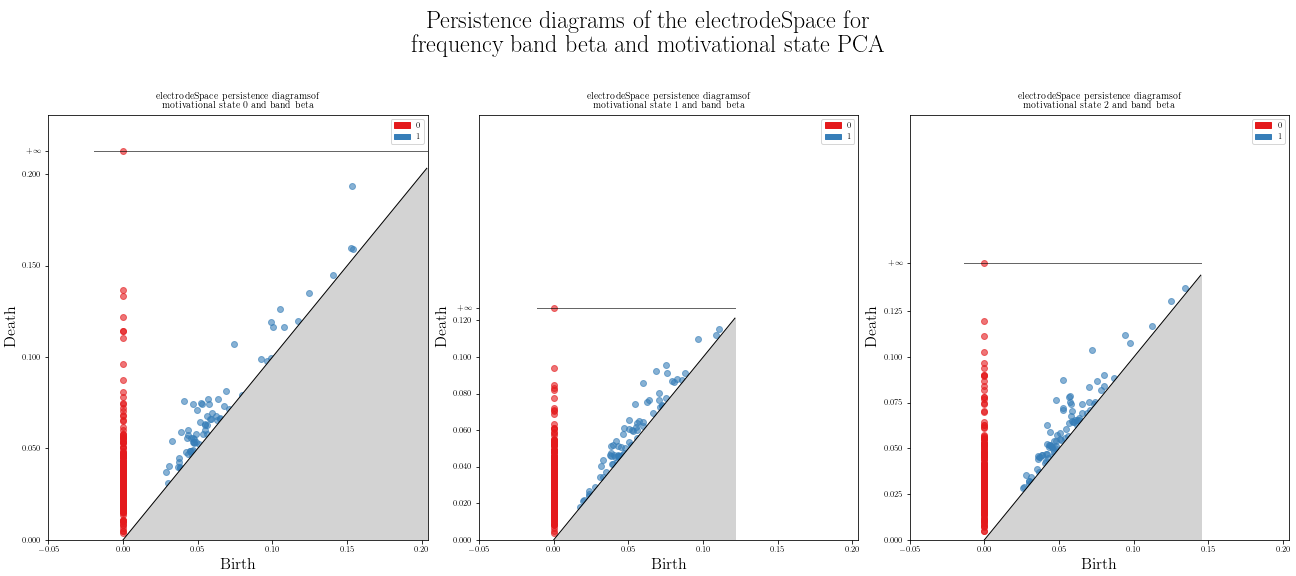 Persistence diagrams of the electrodeSpace for
frequency band beta and motivational state PCA
electrodeSpace persistence diagramsof
motivational state 0 and band beta
0
1
+∞
0.200
0.150
0.100
0.050
0.000
Death
−0.05 0.00 0.05 0.10 0.15 0.20
Birth
electrodeSpace persistence diagramsof
motivational state 1 and band beta
0
1
+∞
0.120
0.100
0.080
0.060
0.040
0.020
0.000
Death
−0.05 0.00 0.05 0.10 0.15 0.20
Birth
electrodeSpace persistence diagramsof
motivational state 2 and band beta
0
1
+∞
0.125
0.100
0.075
0.050
0.025
0.000
Death
−0.05 0.00 0.05 0.10 0.15 0.20
Birth